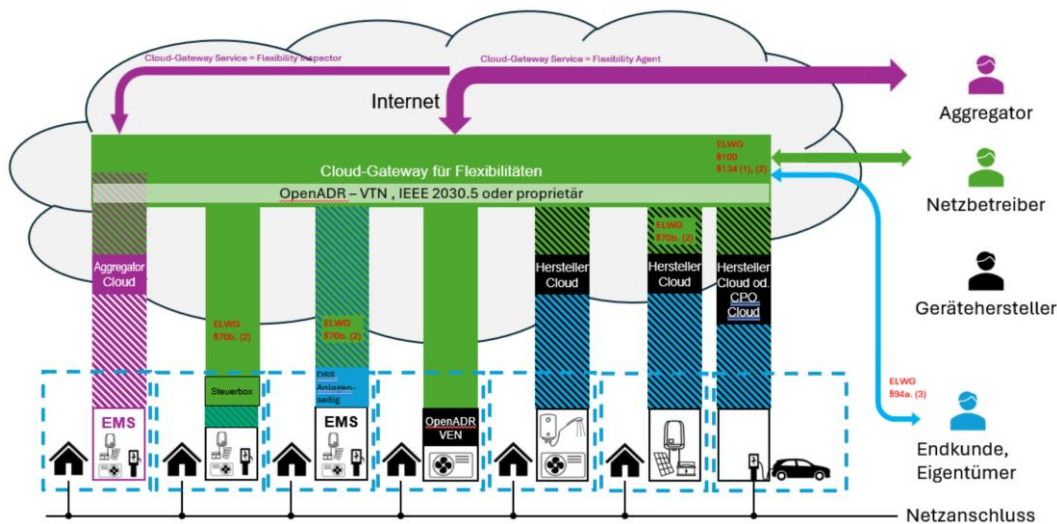 Cloud-Gateway Service = Flexibility Inspector
Cloud-Gateway Service = Flexibility Agent
Internet
Aggregator
Cloud-Gateway für Flexibilitäten
ELWG
§100
§134 (1), (2)
OpenADR – VTN , IEEE 2030.5 oder proprietär
Netzbetreiber
ELWG
§70b. (2)
Aggregator
Cloud
Hersteller
Cloud
Hersteller
Cloud
Hersteller
Cloud od.
CPO
Cloud
Gerätehersteller
ELWG
§70b. (2)
ELWG
§70b. (2)
Steuerbox
DSS
Anlagen-
seitig
ELWG
§94a. (3)
EMS
EMS
OpenADR
VEN
Endkunde,
Eigentümer
Netzanschluss